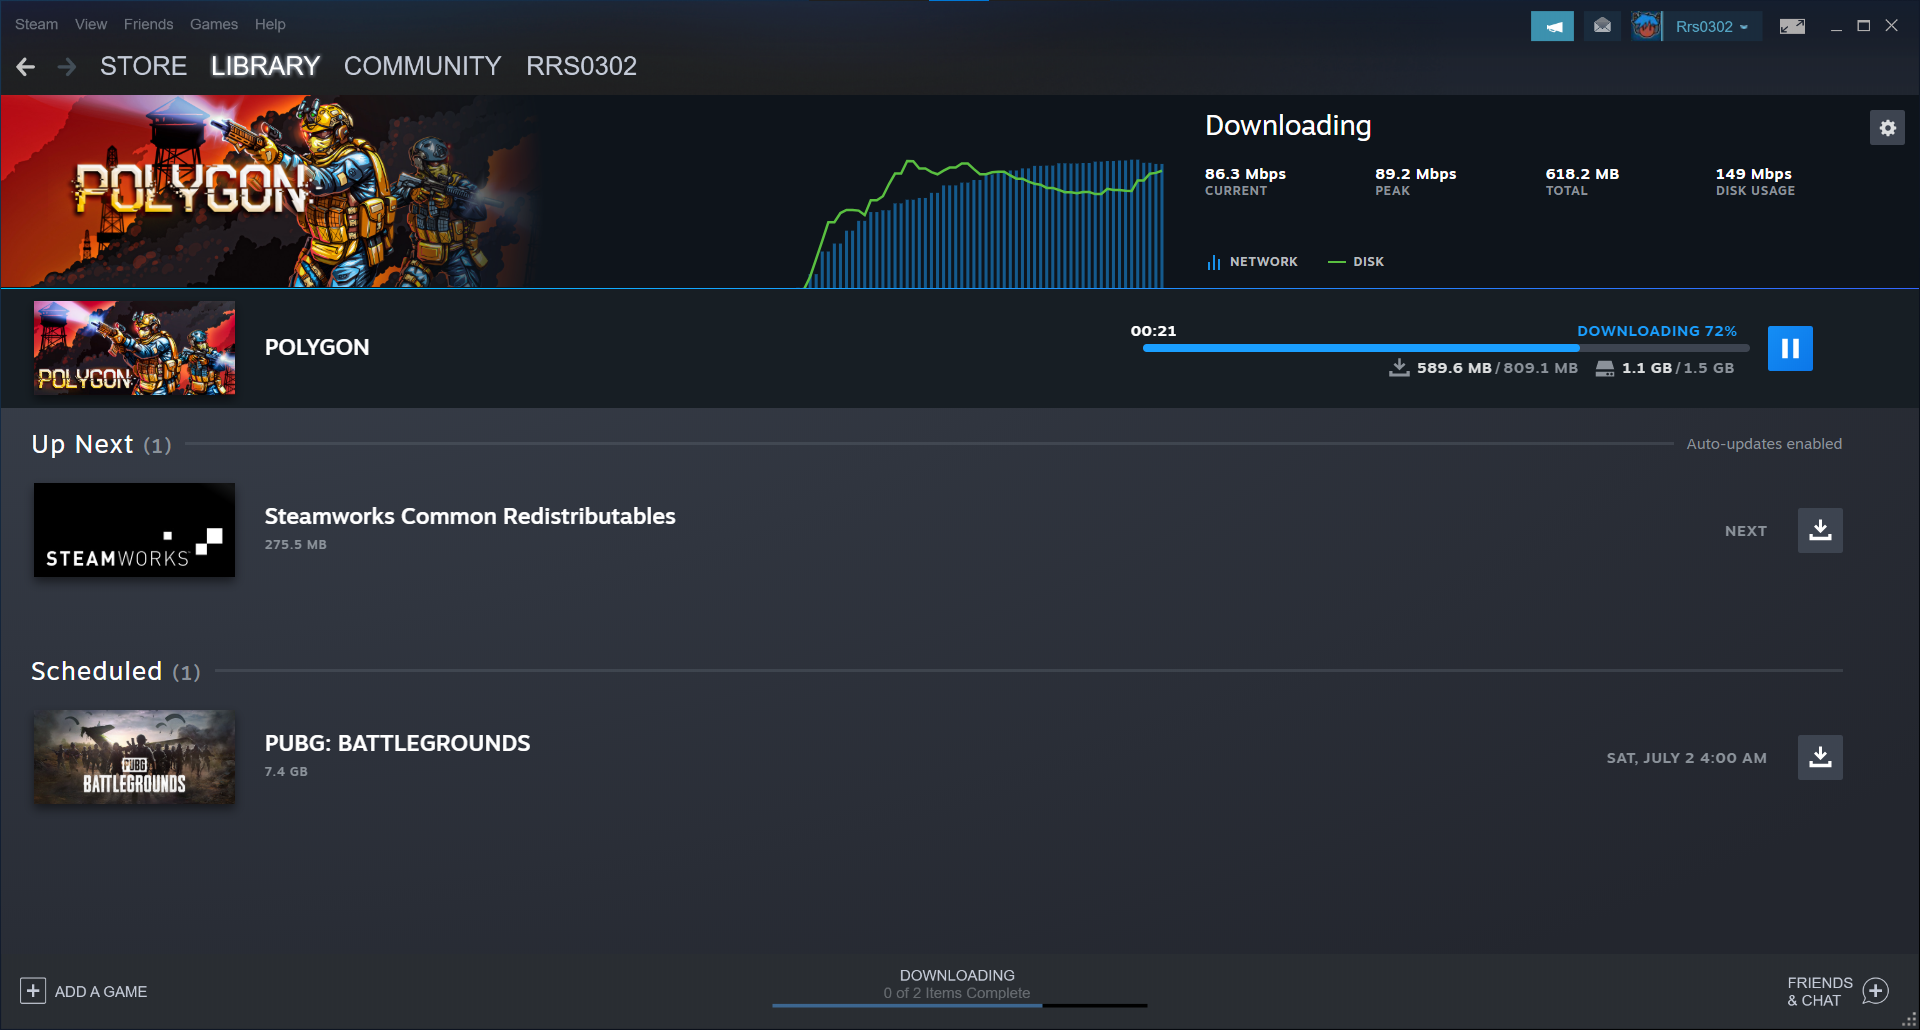 Steam View Friends Games Help
Rrs0302
STORE LIBRARY COMMUNITY RRS0302
POLYGON
Downloading
86.3 Mbps 89.2 Mbps 618.2 MB 149 Mbps
CURRENT PEAK TOTAL DISK USAGE
NETWORK DISK
POLYGON
POLYGON
00:21 DOWNLOADING 72%
589.6 MB / 809.1 MB 1.1 GB / 1.5 GB
Up Next (1) Auto-updates enabled
STEAMWORKS
Steamworks Common Redistributables
275.5 MB
NEXT
Scheduled (1)
PUBG
BATTLEGROUNDS
PUBG: BATTLEGROUNDS
7.4 GB
SAT, JULY 2 4:00 AM
ADD A GAME
DOWNLOADING
0 of 2 Items Complete
FRIENDS
& CHAT